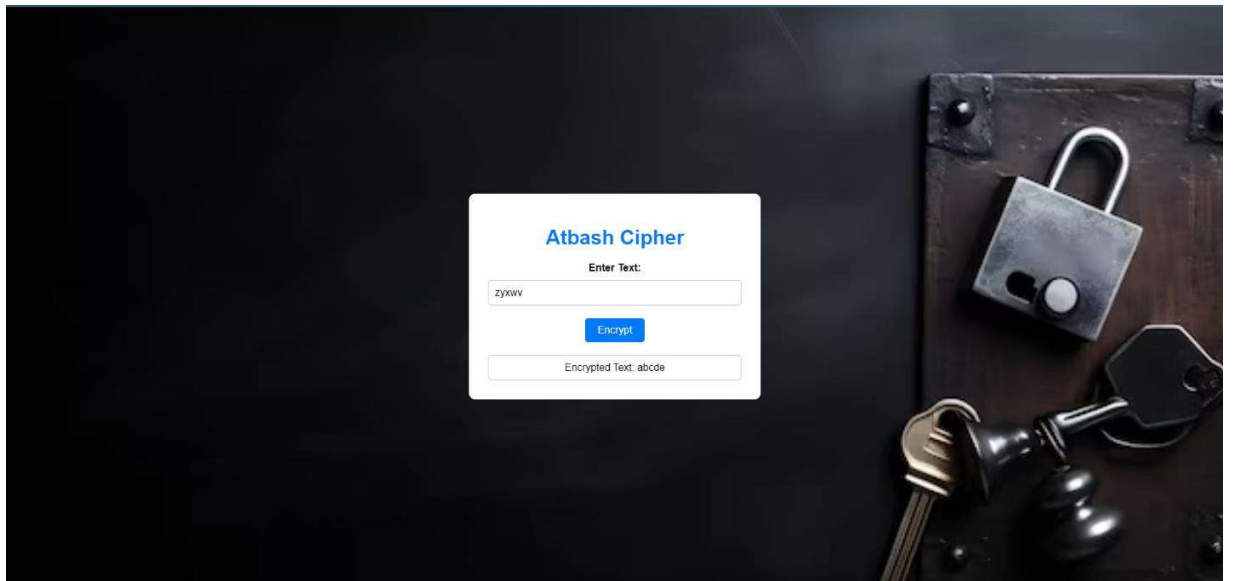 Atbash Cipher
Enter Text:
zyxwv
Encrypt
Encrypted Text: abcde